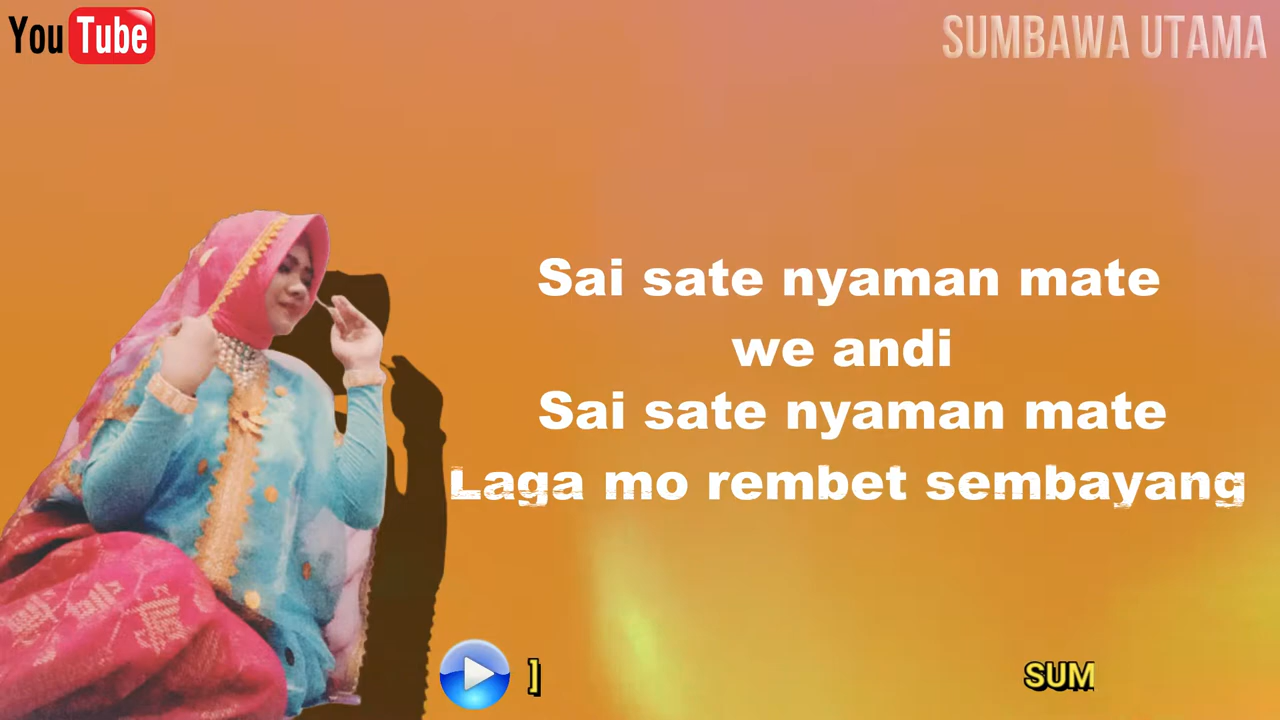 YouTube
SUMBAWA UTAMA
Sai sate nyaman mate
we andi
Sai sate nyaman mate
Laga mo rembet sembayang
] SUM